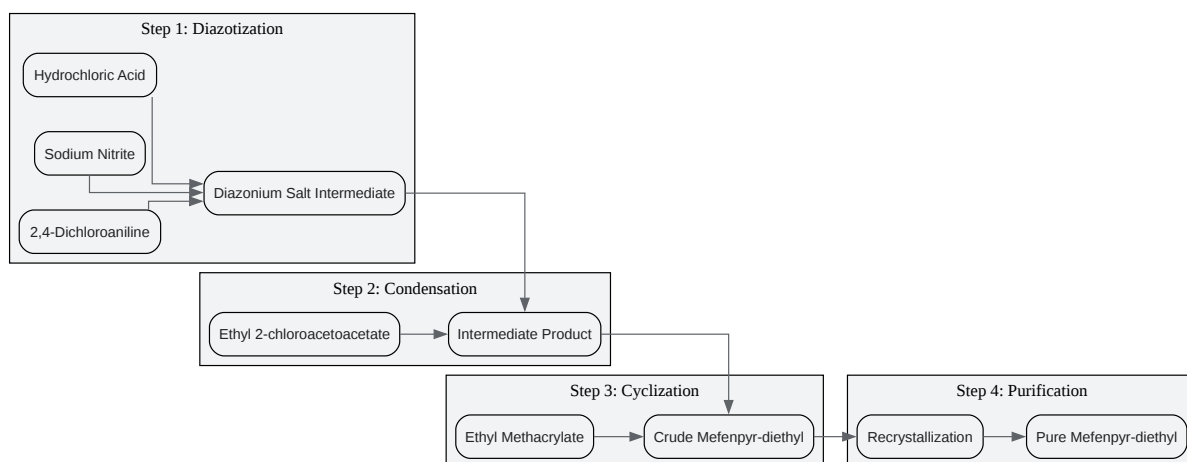 Step 1: Diazotization
Hydrochloric Acid
Sodium Nitrite
Diazonium Salt Intermediate
2,4-Dichloroaniline
Step 2: Condensation
Ethyl 2-chloroacetoacetate
Intermediate Product
Step 3: Cyclization
Ethyl Methacrylate
Crude Mefenpyr-diethyl
Step 4: Purification
Recrystallization
Pure Mefenpyr-diethyl